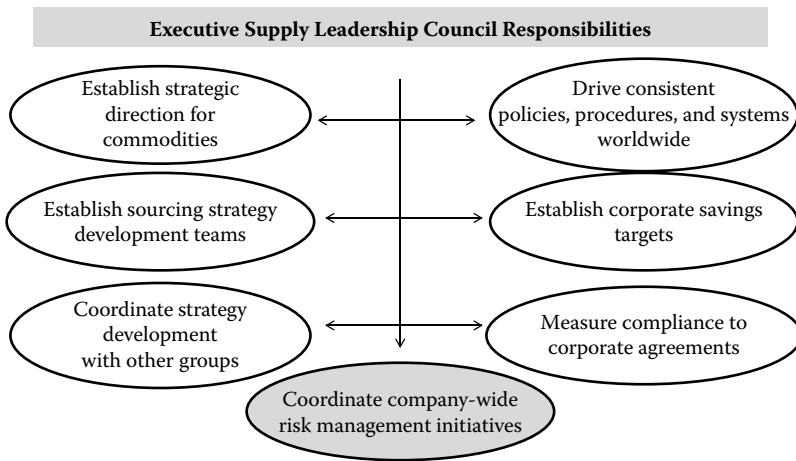 Executive Supply Leadership Council Responsibilities
Establish strategic
direction for
commodities
Drive consistent
policies, procedures, and systems
worldwide
Establish sourcing strategy
development teams
Establish corporate savings
targets
Coordinate strategy
development
with other groups
Measure compliance to
corporate agreements
Coordinate company-wide
risk management initiatives